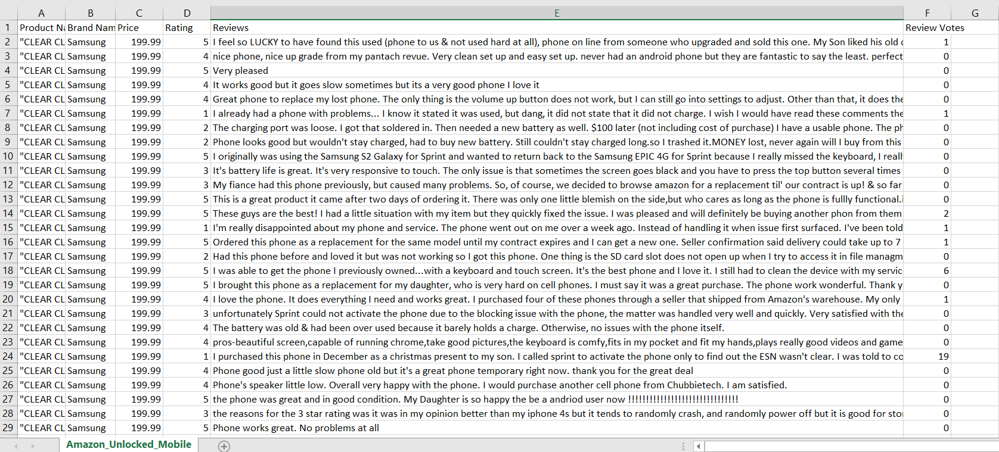 A B C D E F G
1 Product Na Brand Nam Price Rating Reviews Review Votes
2 "CLEAR CL Samsung 199.99 5 I feel so LUCKY to have found this used (phone to us & not used hard at all), phone on line from someone who upgraded and sold this one. My Son liked his old 1
3 "CLEAR CL Samsung 199.99 4 nice phone, nice up grade from my pantach revue. Very clean set up and easy set up. never had an android phone but they are fantastic to say the least. perfect 0
4 "CLEAR CL Samsung 199.99 5 Very pleased 0
5 "CLEAR CL Samsung 199.99 4 It works good but it goes slow sometimes but its a very good phone I love it 0
6 "CLEAR CL Samsung 199.99 4 Great phone to replace my lost phone. The only thing is the volume up button does not work, but I can still go into settings to adjust. Other than that, it does the 0
7 "CLEAR CL Samsung 199.99 1 I already had a phone with problems... I know it stated it was used, but dang, it did not state that it did not charge. I wish I would have read these comments the 1
8 "CLEAR CL Samsung 199.99 2 The charging port was loose. I got that soldered in. Then needed a new battery as well. $100 later (not including cost of purchase) I have a usable phone. The ph 0
9 "CLEAR CL Samsung 199.99 2 Phone looks good but wouldn't stay charged, had to buy new battery. Still couldn't stay charged long.so I trashed it.MONEY lost, never again will I buy from this 0
10 "CLEAR CL Samsung 199.99 5 I originally was using the Samsung S2 Galaxy for Sprint and wanted to return back to the Samsung EPIC 4G for Sprint because I really missed the keyboard, I reall 0
11 "CLEAR CL Samsung 199.99 3 It's battery life is great. It's very responsive to touch. The only issue is that sometimes the screen goes black and you have to press the top button several times 0
12 "CLEAR CL Samsung 199.99 3 My fiance had this phone previously, but caused many problems. So, of course, we decided to browse amazon for a replacement til' our contract is up! & so far 0
13 "CLEAR CL Samsung 199.99 5 This is a great product it came after two days of ordering it. There was only one little blemish on the side,but who cares as long as the phone is fullly functional.i 0
14 "CLEAR CL Samsung 199.99 5 These guys are the best! I had a little situation with my item but they quickly fixed the issue. I was pleased and will definitely be buying another phon from them 2
15 "CLEAR CL Samsung 199.99 1 I'm really disappointed about my phone and service. The phone went out on me over a week ago. Instead of handling it when issue first surfaced. I've been told 1
16 "CLEAR CL Samsung 199.99 5 Ordered this phone as a replacement for the same model until my contract expires and I can get a new one. Seller confirmation said delivery could take up to 7 1
17 "CLEAR CL Samsung 199.99 2 Had this phone before and loved it but was not working so I got this phone. One thing is the SD card slot does not open up when I try to access it in file managm 0
18 "CLEAR CL Samsung 199.99 5 I was able to get the phone I previously owned...with a keyboard and touch screen. It's the best phone and I love it. I still had to clean the device with my servic 6
19 "CLEAR CL Samsung 199.99 5 I brought this phone as a replacement for my daughter, who is very hard on cell phones. I must say it was a great purchase. The phone work wonderful. Thank y 0
20 "CLEAR CL Samsung 199.99 4 I love the phone. It does everything I need and works great. I purchased four of these phones through a seller that shipped from Amazon's warehouse. My only 1
21 "CLEAR CL Samsung 199.99 3 unfortunately Sprint could not activate the phone due to the blocking issue with the phone, the matter was handled very well and quickly. Very satisfied with the 0
22 "CLEAR CL Samsung 199.99 4 The battery was old & had been over used because it barely holds a charge. Otherwise, no issues with the phone itself. 0
23 "CLEAR CL Samsung 199.99 4 pros-beautiful screen,capable of running chrome,take good pictures,the keyboard is comfy,fits in my pocket and fit my hands,plays really good videos and game 0
24 "CLEAR CL Samsung 199.99 1 I purchased this phone in December as a christmas present to my son. I called sprint to activate the phone only to find out the ESN wasn't clear. I was told to co 19
25 "CLEAR CL Samsung 199.99 4 Phone good just a little slow phone old but it's a great phone temporary right now. thank you for the great deal 0
26 "CLEAR CL Samsung 199.99 4 Phone's speaker little low. Overall very happy with the phone. I would purchase another cell phone from Chubbietech. I am satisfied. 0
27 "CLEAR CL Samsung 199.99 5 the phone was great and in good condition. My Daughter is so happy the be a andriod user now !!!!!!!!!!!!!!!!!!!!!!!!!!!!!!! 0
28 "CLEAR CL Samsung 199.99 3 the reasons for the 3 star rating was it was in my opinion better than my iphone 4s but it tends to randomly crash, and randomly power off but it is good for stor 0
29 "CLEAR CL Samsung 199.99 5 Phone works great. No problems at all 0
Amazon_Unlocked_Mobile